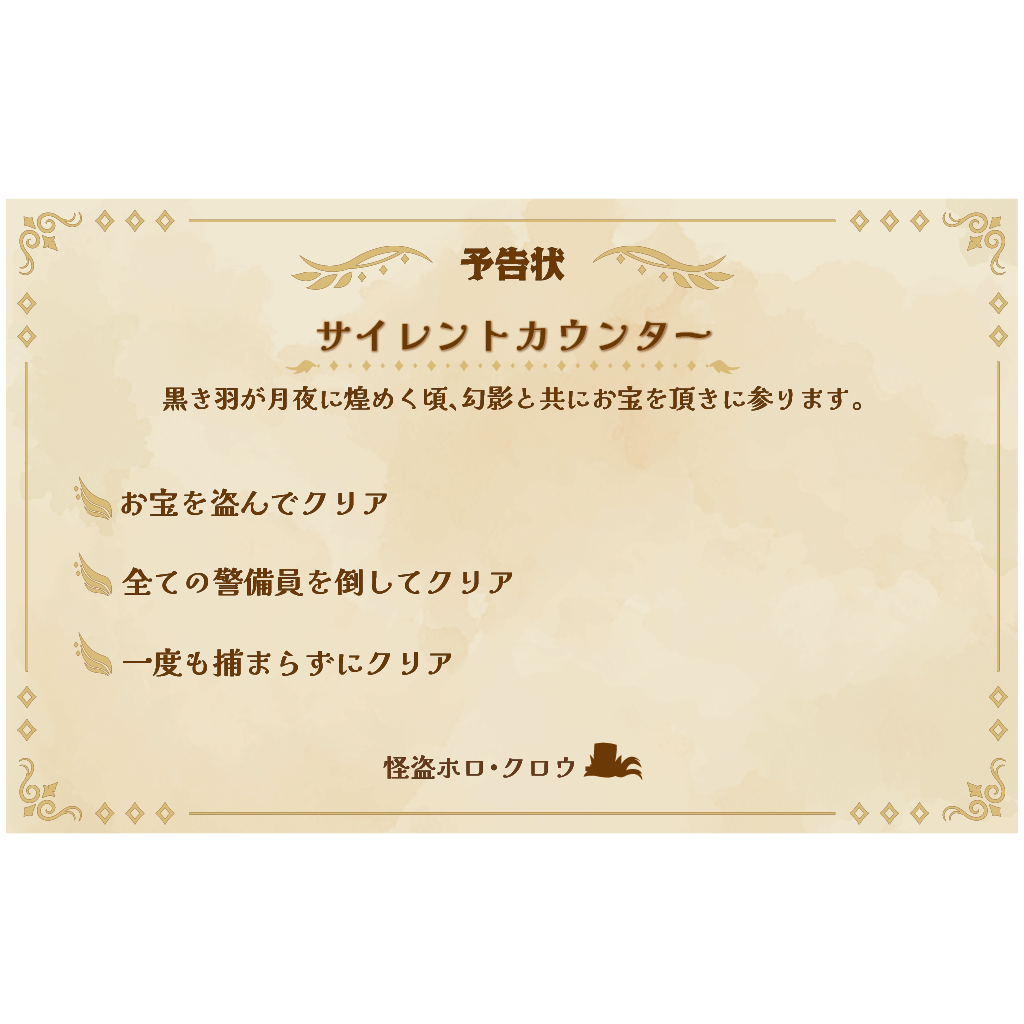 予告状
サイレントカウンター
黒き羽が月夜に煌めく頃、幻影と共にお宝を頂きに参ります。
お宝を盗んでクリア
全ての警備員を倒してクリア
一度も捕まらずにクリア
怪盗ホロ・クロウ